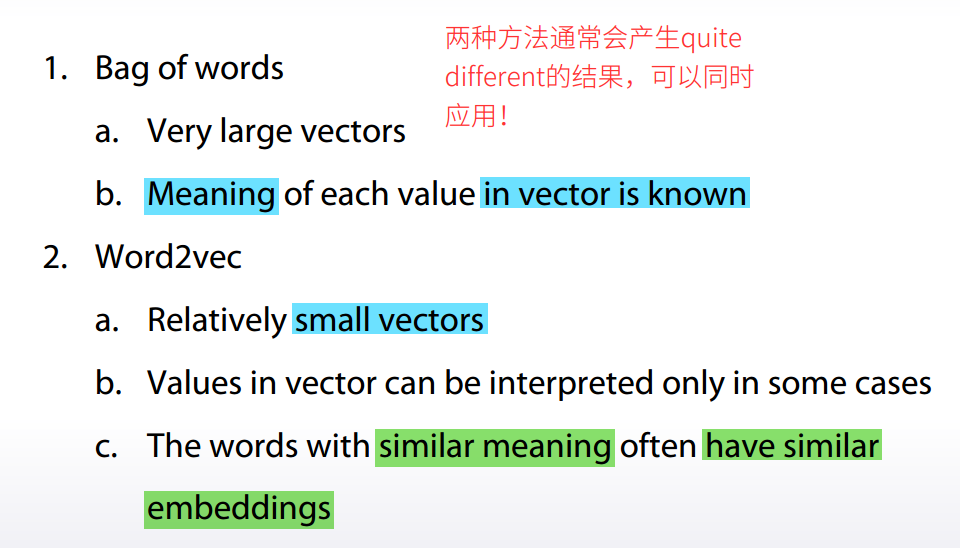 1. Bag of words
两种方法通常会产生quite
different的结果，可以同时
应用！
a. Very large vectors
b. Meaning of each value in vector is known
2. Word2vec
a. Relatively small vectors
b. Values in vector can be interpreted only in some cases
c. The words with similar meaning often have similar
embeddings